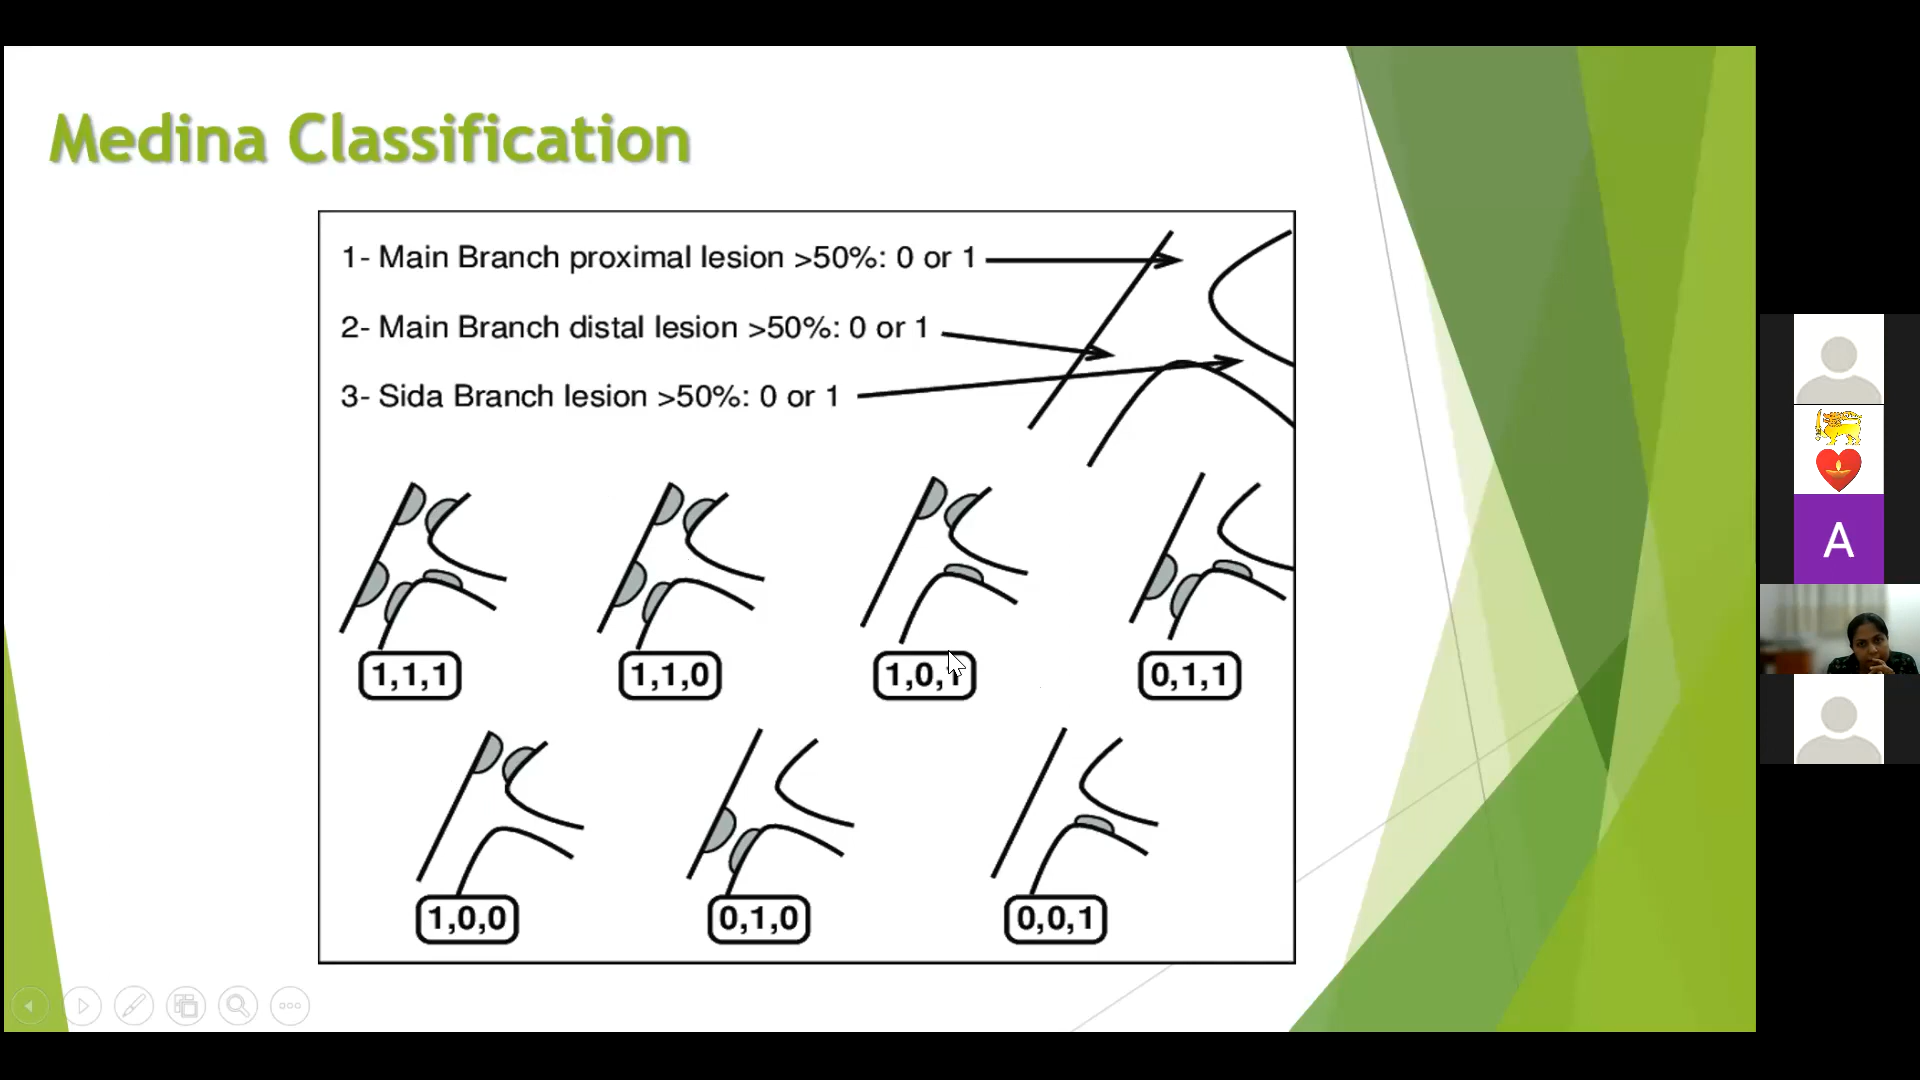 Medina Classification
1- Main Branch proximal lesion >50%: 0 or 1
2- Main Branch distal lesion >50%: 0 or 1
3- Sida Branch lesion >50%: 0 or 1
1,1,1
1,1,0
1,0,1
0,1,1
1,0,0
0,1,0
0,0,1
A